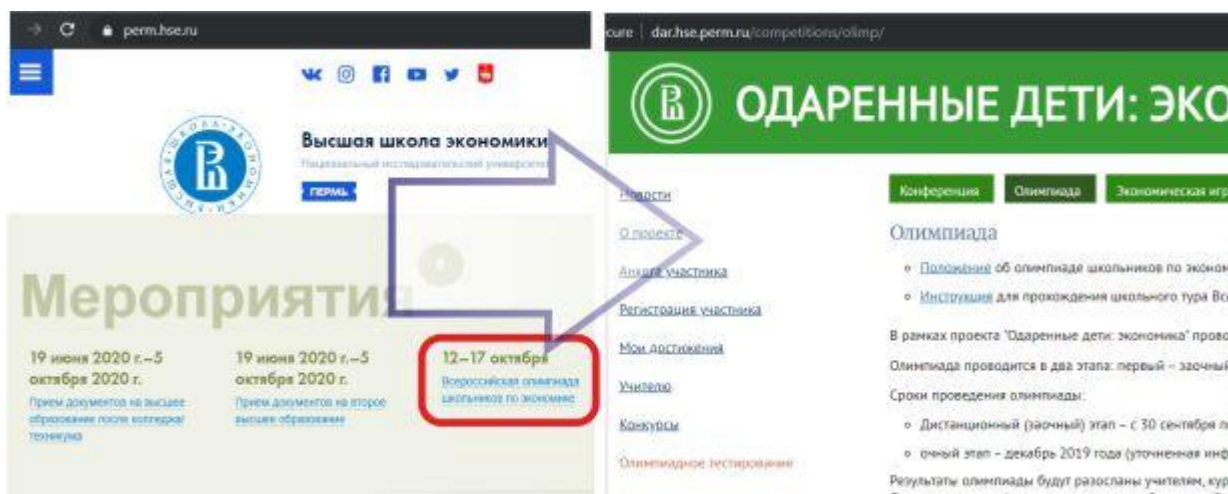 perm.hse.ru
Высшая школа экономики
Национальный исследовательский университет
ПЕРМЬ
ВЫСШАЯ ШКОЛА ЭКОНОМИКИ
Мероприятия
19 июня 2020 г.–5
октября 2020 г.
Прием документов на высшее
образование после колледжа/
техникума
19 июня 2020 г.–5
октября 2020 г.
Прием документов на второе
высшее образование
12–17 октября
Всероссийская олимпиада
школьников по экономике
cure dar.hse.perm.ru/competitions/olimp/
ОДАРЕННЫЕ ДЕТИ: ЭКО
Новости
О проекте
Анкета участника
Регистрация участника
Мои достижения
Учителю
Конкурсы
Олимпиадное тестирование
Конференция Олимпиада Экономическая игр
Олимпиада
Положение об олимпиаде школьников по эконом
Инструкция для прохождения школьного тура Вс
В рамках проекта "Одаренные дети: экономика" прово
Олимпиада проводится в два этапа: первый – заочный
Сроки проведения олимпиады:
Дистанционный (заочный) этап – с 30 сентября п
очный этап – декабрь 2019 года (уточненная инф
Результаты олимпиады будут разосланы учителям, кур